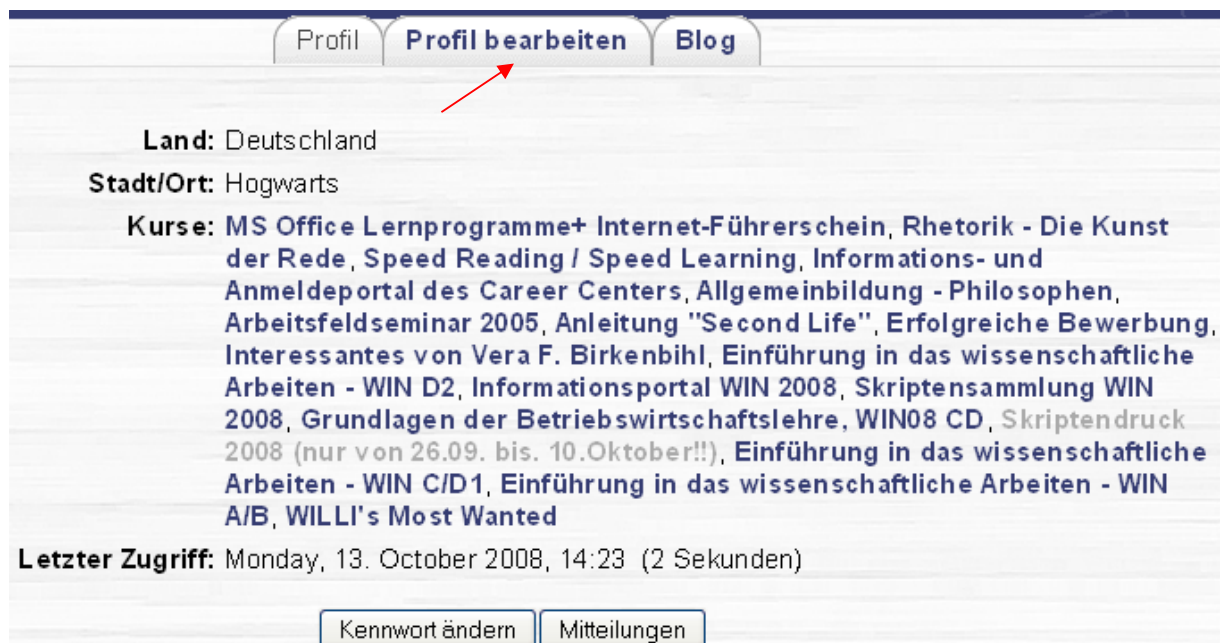 Profil Profil bearbeiten Blog
Land: Deutschland
Stadt/Ort: Hogwarts
Kurse: MS Office Lernprogramme+ Internet-Führerschein, Rhetorik - Die Kunst
der Rede, Speed Reading / Speed Learning, Informations- und
Anmeldeportal des Career Centers, Allgemeinbildung - Philosophen,
Arbeitsfeldseminar 2005, Anleitung "Second Life", Erfolgreiche Bewerbung,
Interessantes von Vera F. Birkenbihl, Einführung in das wissenschaftliche
Arbeiten - WIN D2, Informationsportal WIN 2008, Skriptensammlung WIN
2008, Grundlagen der Betriebswirtschaftslehre, WIN08 CD, Skriptendruck
2008 (nur von 26.09. bis. 10.Oktober!!), Einführung in das wissenschaftliche
Arbeiten - WIN C/D1, Einführung in das wissenschaftliche Arbeiten - WIN
A/B, WILLI's Most Wanted
Letzter Zugriff: Monday, 13. October 2008, 14:23 (2 Sekunden)
Kennwort ändern Mitteilungen